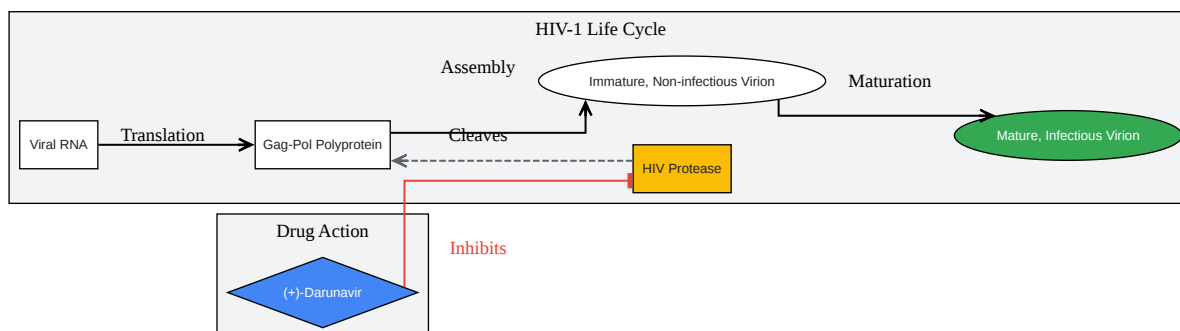 HIV-1 Life Cycle
Assembly
Immature, Non-infectious Virion
Maturation
Viral RNA
Translation
Gag-Pol Polyprotein
Cleaves
Mature, Infectious Virion
HIV Protease
Drug Action
Inhibits
(+)-Darunavir